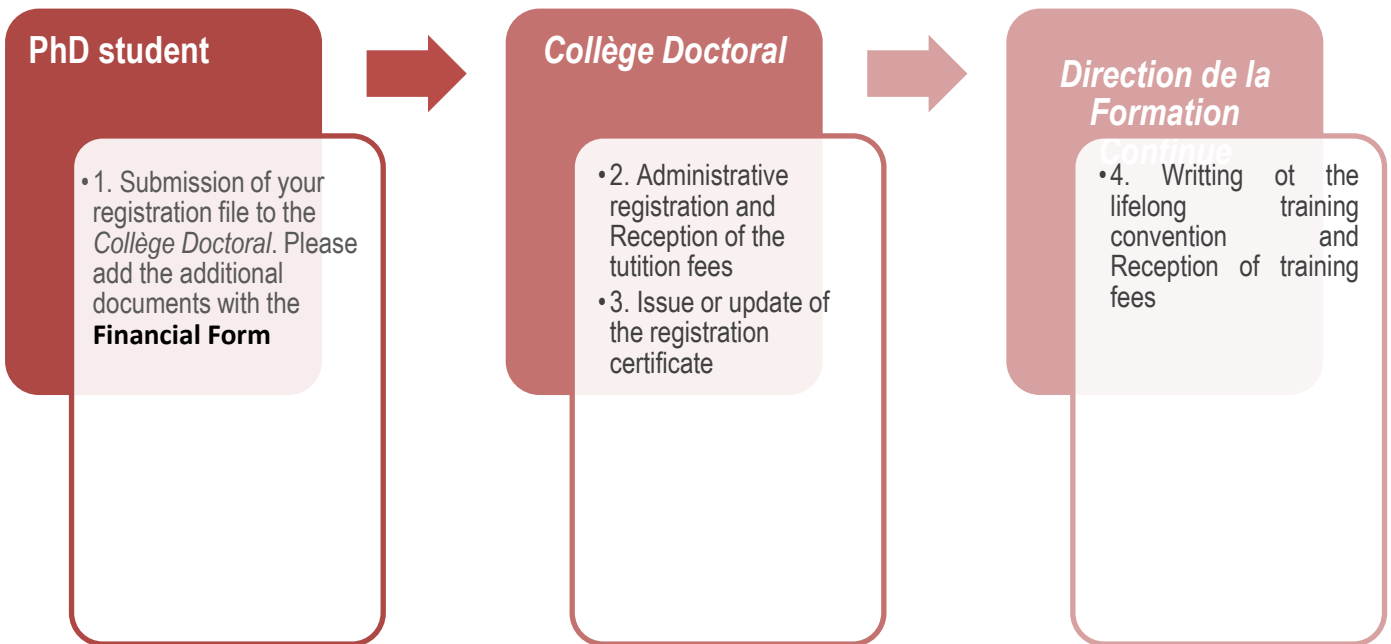 PhD student
• 1. Submission of your
registration file to the
Collège Doctoral. Please
add the additional
documents with the
Financial Form
Collège Doctoral
• 2. Administrative
registration and
Reception of the
tutition fees
• 3. Issue or update of
the registration
certificate
Direction de la
Formation
Continue
• 4. Writting ot the
lifelong training
convention and
Reception of training
fees